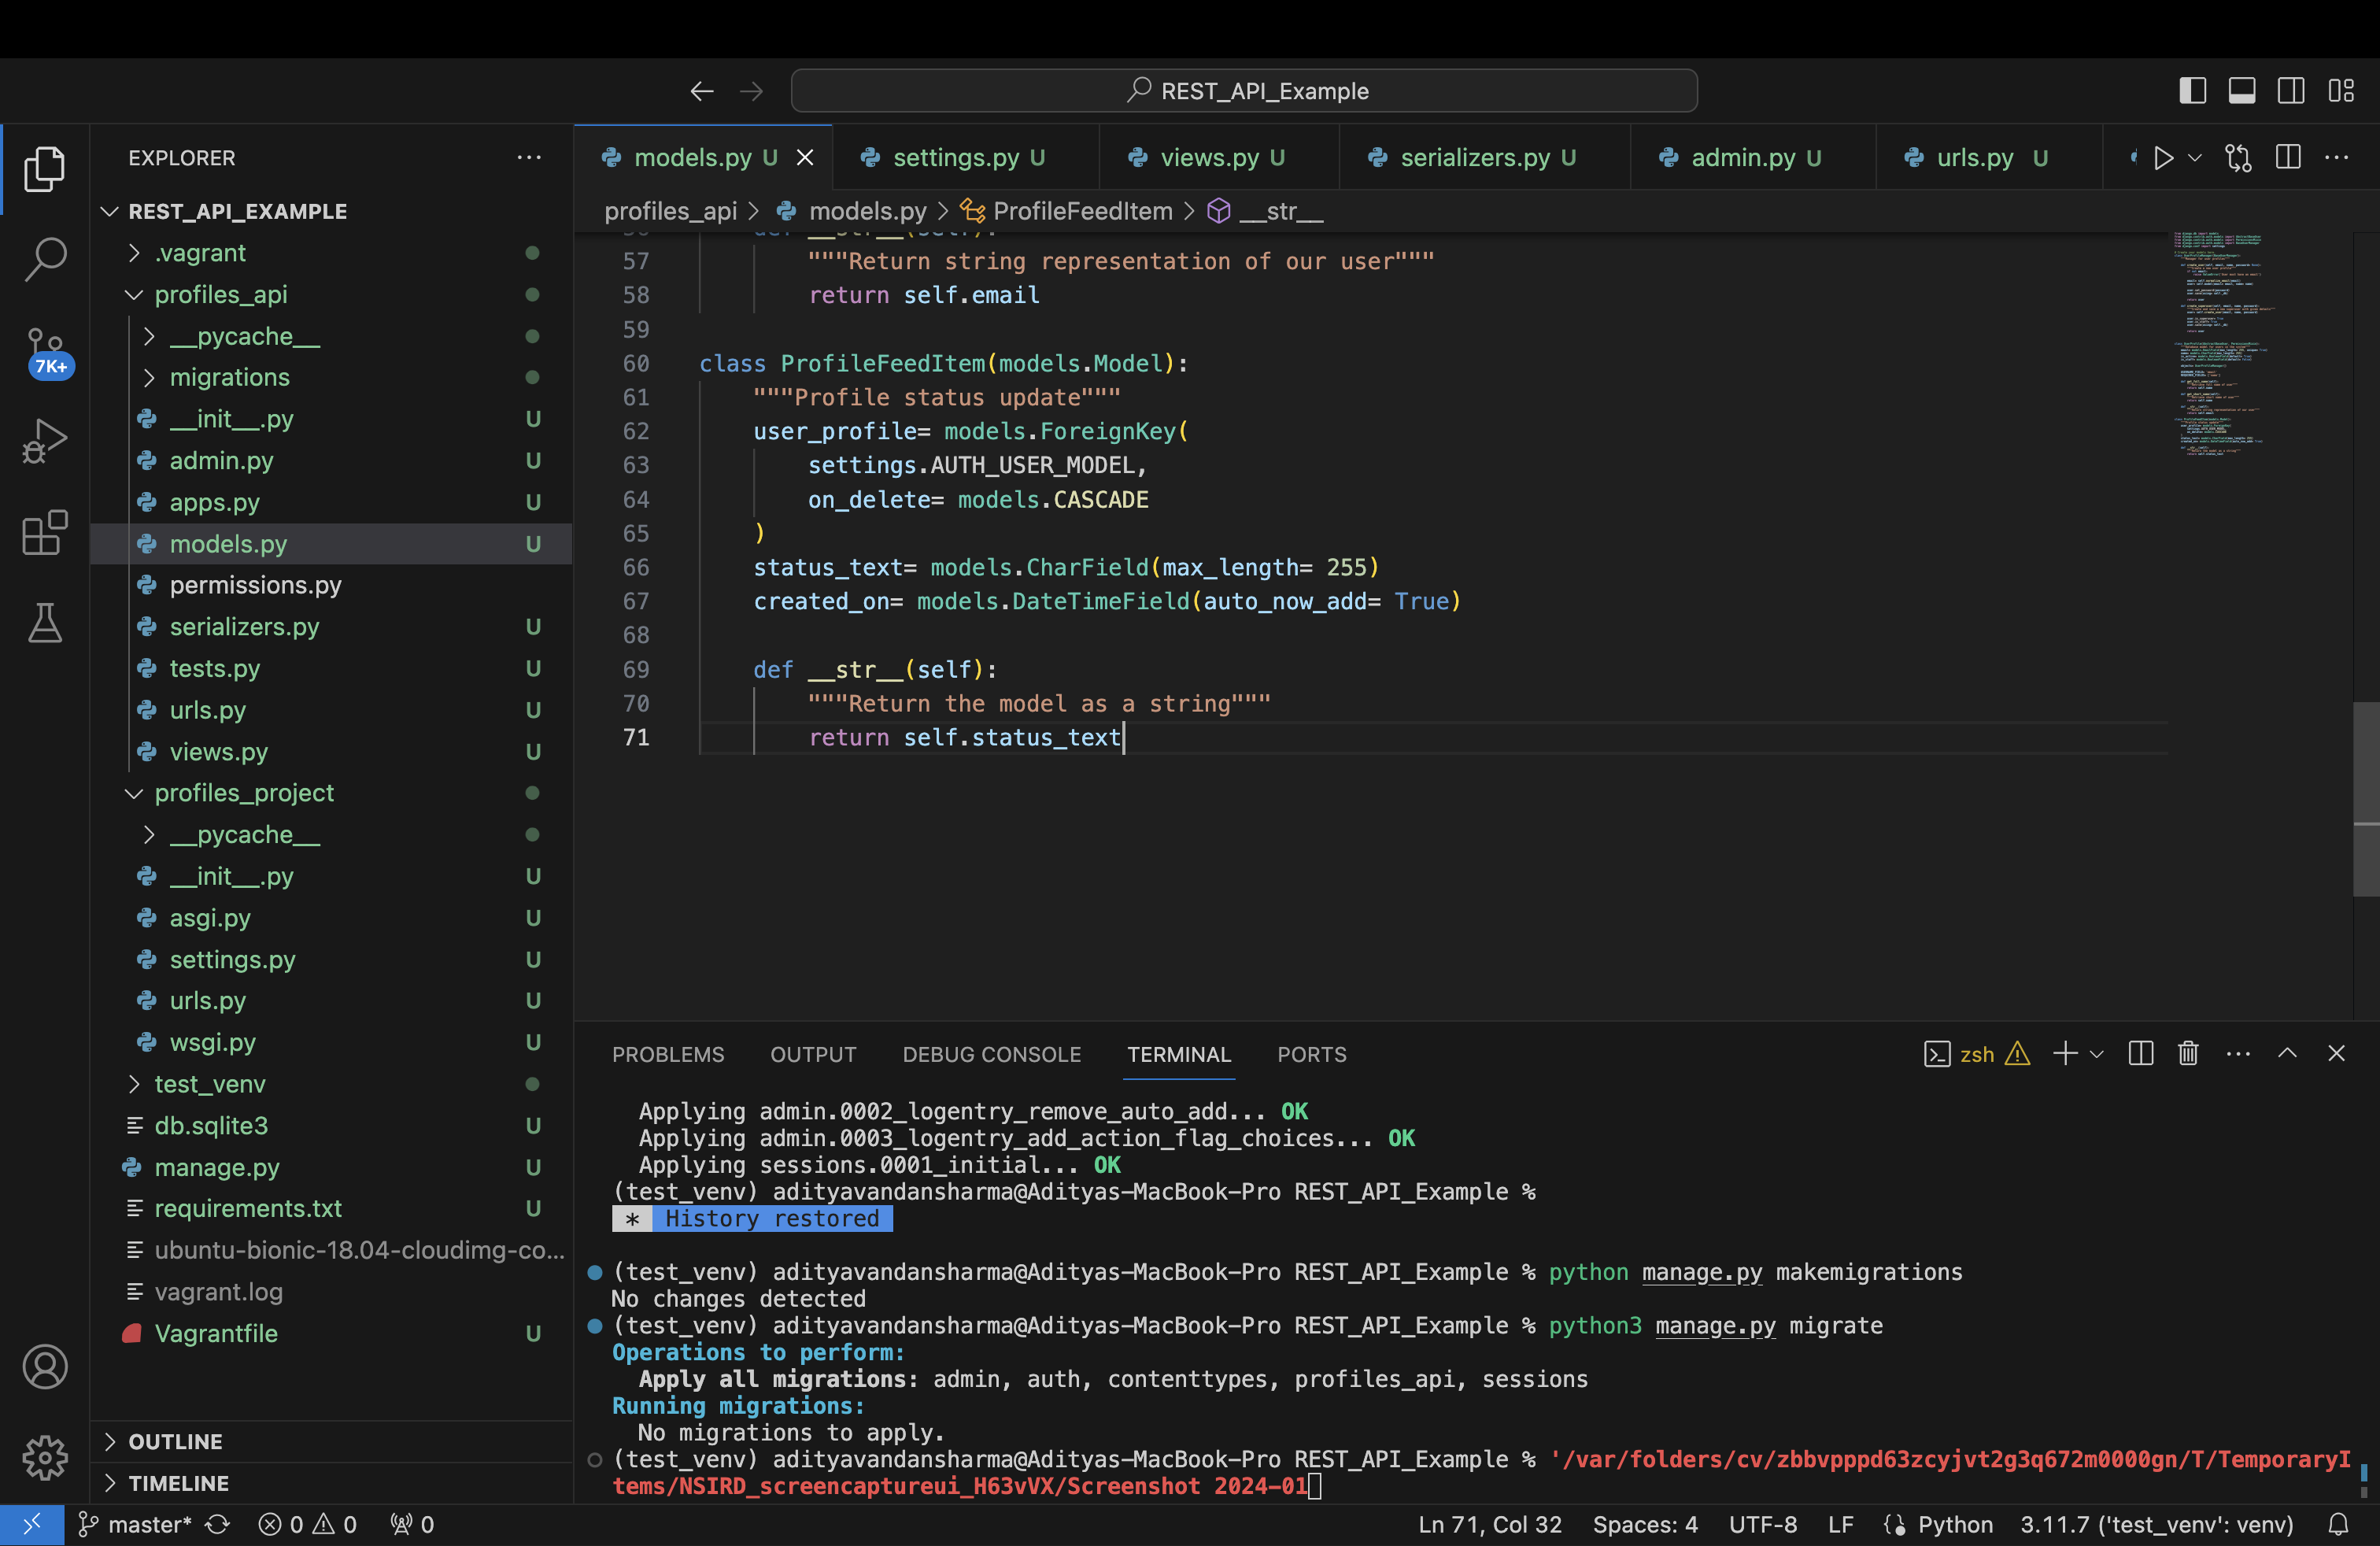 REST_API_Example
EXPLORER
REST_API_EXAMPLE
.vagrant
profiles_api
__pycache__
migrations
__init__.py U
admin.py U
apps.py U
models.py U
permissions.py
serializers.py U
tests.py U
urls.py U
views.py U
profiles_project
__pycache__
__init__.py U
asgi.py U
settings.py U
urls.py U
wsgi.py U
test_venv
db.sqlite3 U
manage.py U
requirements.txt U
ubuntu-bionic-18.04-cloudimg-co...
vagrant.log
Vagrantfile U
OUTLINE
TIMELINE
7K+
models.py U settings.py U views.py U serializers.py U admin.py U urls.py U
profiles_api > models.py > ProfileFeedItem > __str__
56 def __str__(self):
57 """Return string representation of our user"""
58 return self.email
59
60 class ProfileFeedItem(models.Model):
61 """Profile status update"""
62 user_profile= models.ForeignKey(
63 settings.AUTH_USER_MODEL,
64 on_delete= models.CASCADE
65 )
66 status_text= models.CharField(max_length= 255)
67 created_on= models.DateTimeField(auto_now_add= True)
68
69 def __str__(self):
70 """Return the model as a string"""
71 return self.status_text
PROBLEMS OUTPUT DEBUG CONSOLE TERMINAL PORTS
zsh
Applying admin.0002_logentry_remove_auto_add... OK
Applying admin.0003_logentry_add_action_flag_choices... OK
Applying sessions.0001_initial... OK
(test_venv) adityavandansharma@Adityas-MacBook-Pro REST_API_Example %
* History restored
(test_venv) adityavandansharma@Adityas-MacBook-Pro REST_API_Example % python manage.py makemigrations
No changes detected
(test_venv) adityavandansharma@Adityas-MacBook-Pro REST_API_Example % python3 manage.py migrate
Operations to perform:
Apply all migrations: admin, auth, contenttypes, profiles_api, sessions
Running migrations:
No migrations to apply.
(test_venv) adityavandansharma@Adityas-MacBook-Pro REST_API_Example % '/var/folders/cv/zbbvpppd63zcyjvt2g3q672m0000gn/T/TemporaryI
tems/NSIRD_screencaptureui_H63vVX/Screenshot 2024-01
master* 0 0 0 Ln 71, Col 32 Spaces: 4 UTF-8 LF Python 3.11.7 ('test_venv': venv)